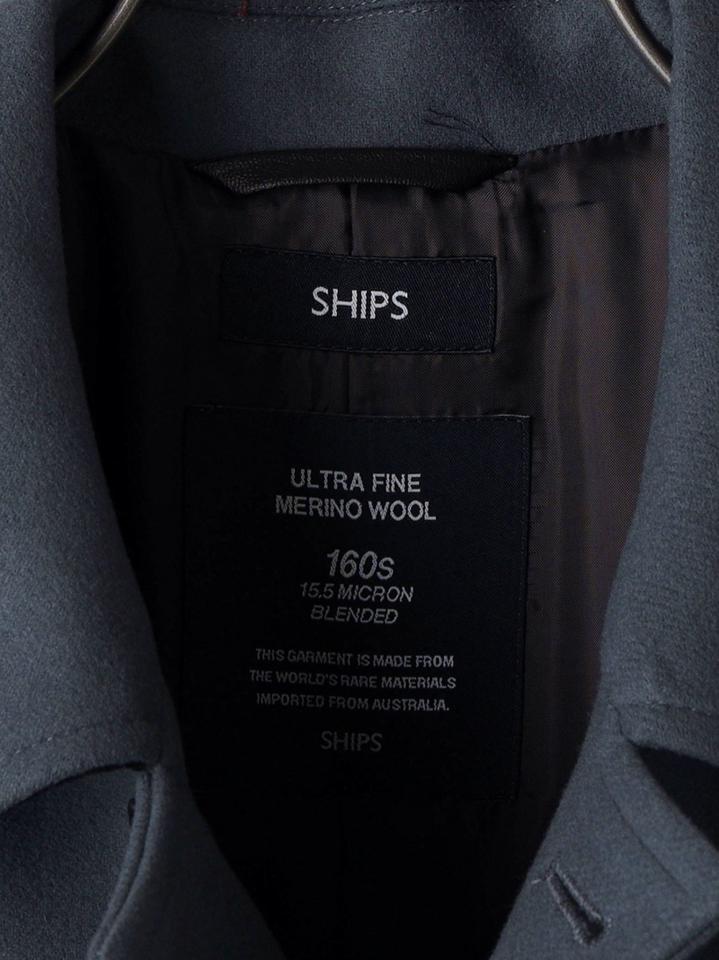 SHIPS
ULTRA FINE
MERINO WOOL
160s
15.5 MICRON
BLENDED
THIS GARMENT IS MADE FROM
THE WORLD'S RARE MATERIALS
IMPORTED FROM AUSTRALIA.
SHIPS